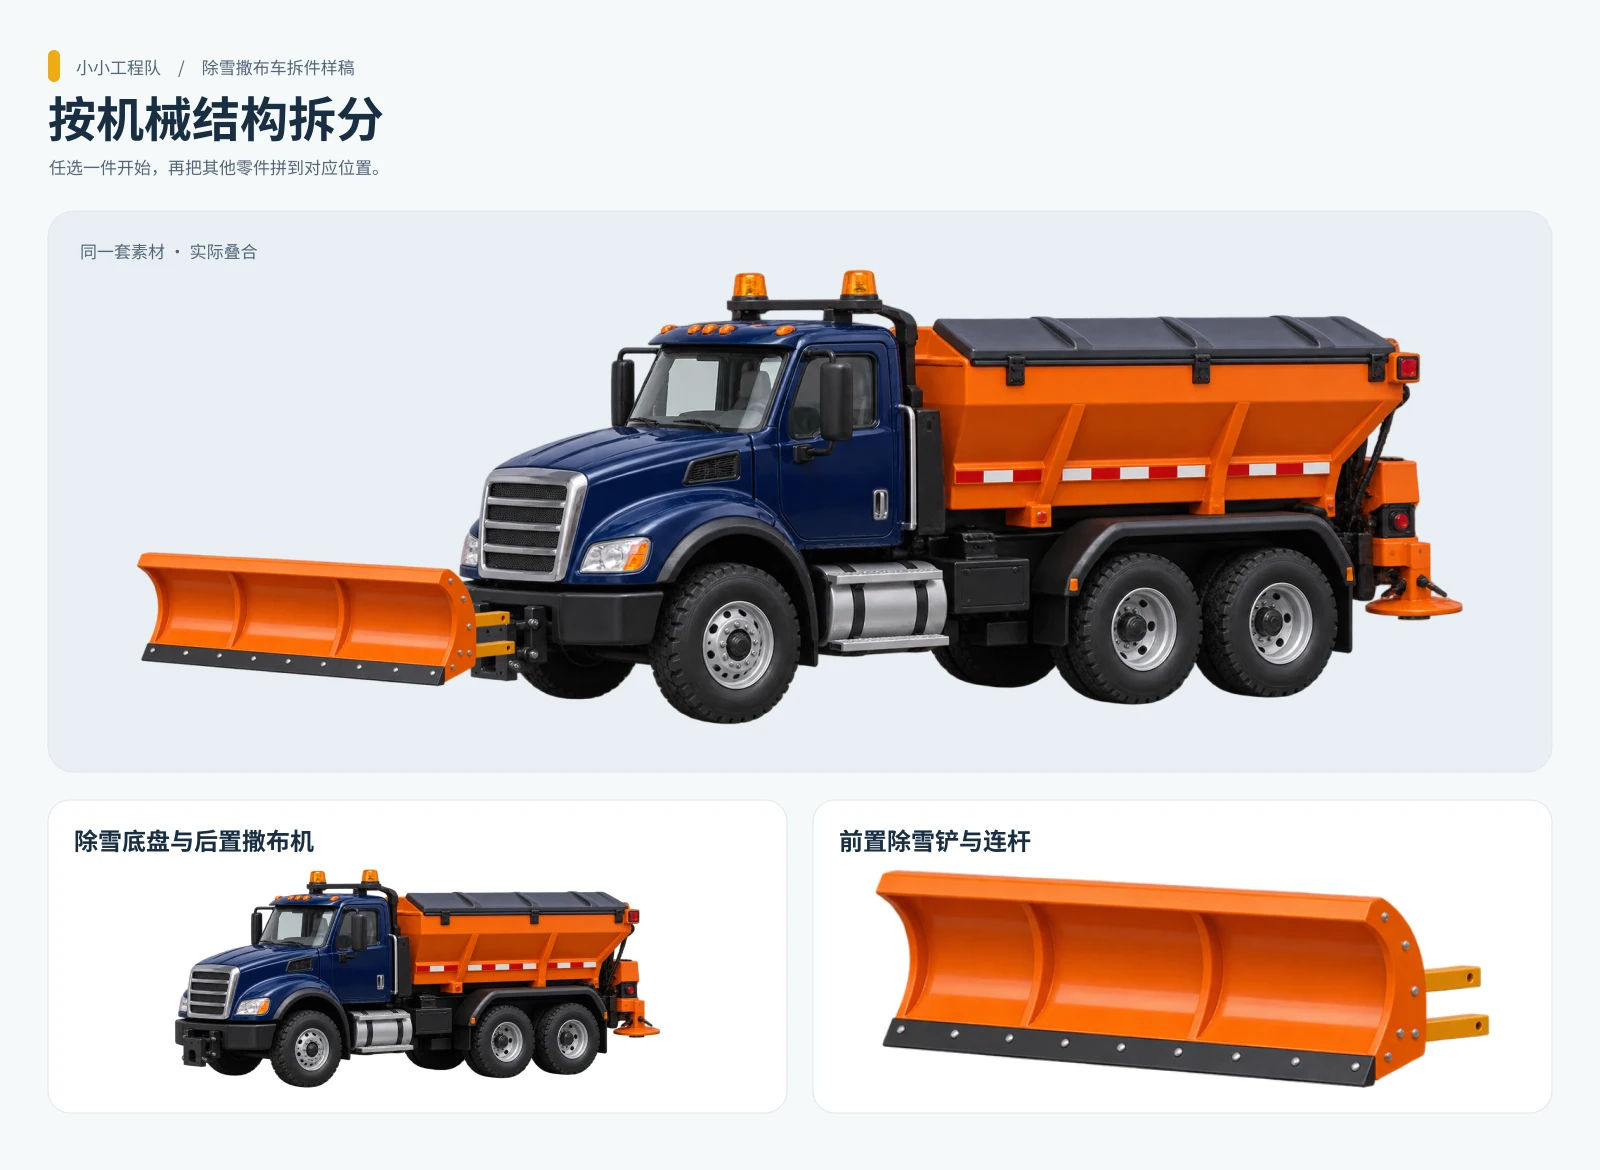 小小工程队 / 除雪撒布车拆件样稿
按机械结构拆分
任选一件开始，再把其他零件拼到对应位置。
同一套素材 · 实际叠合
除雪底盘与后置撒布机
前置除雪铲与连杆